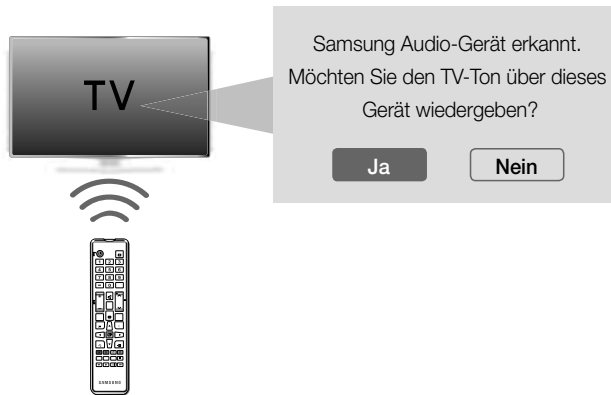 TV
Samsung Audio-Gerät erkannt.
Möchten Sie den TV-Ton über dieses
Gerät wiedergeben?
Ja
Nein
SAMSUNG